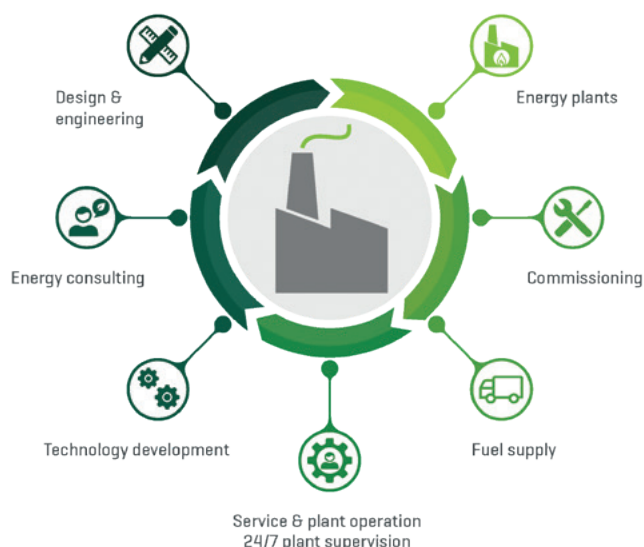 Design &
engineering
Energy plants
Energy consulting
Commissioning
Technology development
Fuel supply
Service & plant operation
24/7 plant supervision